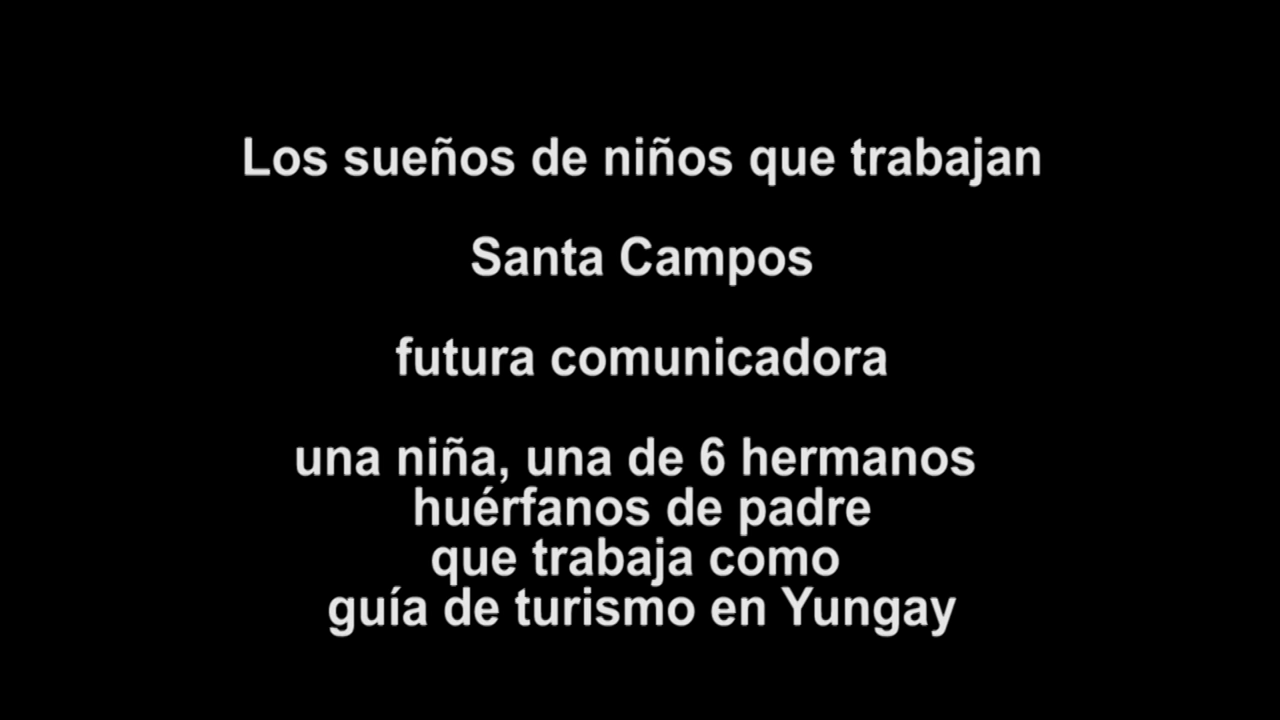 Los sueños de niños que trabajan
Santa Campos
futura comunicadora
una niña, una de 6 hermanos
huérfanos de padre
que trabaja como
guía de turismo en Yungay